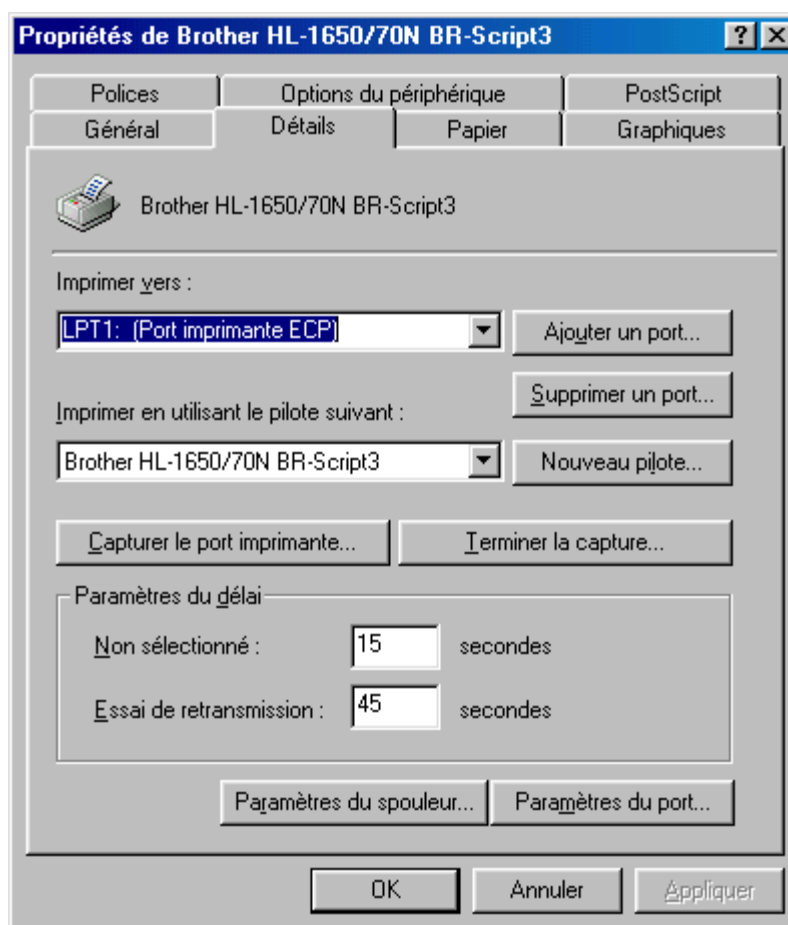 Propriétés de Brother HL-1650/70N BR-Script3
Polices Options du périphérique PostScript
Général Détails Papier Graphiques
Brother HL-1650/70N BR-Script3
Imprimer vers :
LPT1: (Port imprimante ECP) Ajouter un port...
Supprimer un port...
Imprimer en utilisant le pilote suivant :
Brother HL-1650/70N BR-Script3 Nouveau pilote...
Capturer le port imprimante... Terminer la capture...
Paramètres du délai
Non sélectionné : 15 secondes
Essai de retransmission : 45 secondes
Paramètres du spouleur... Paramètres du port...
OK Annuler Appliquer